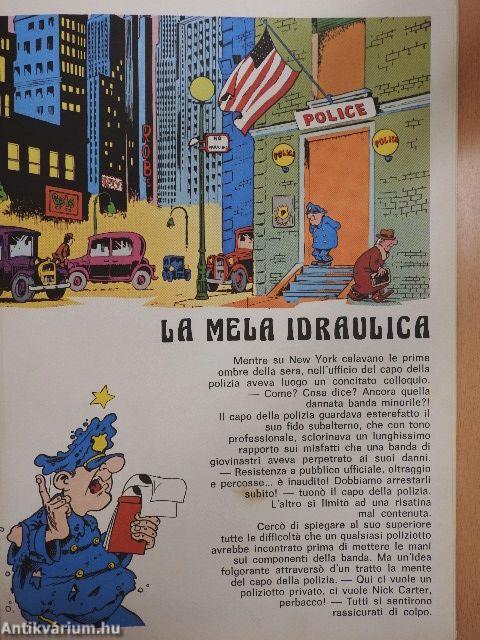 POLICE
POLICE
POLICE
NO
PARKING
LA MELA IDRAULICA
Mentre su New York calavano le prime
ombre della sera, nell'ufficio del capo della
polizia aveva luogo un concitato colloquio.
— Come? Cosa dice? Ancora quella
dannata banda minorile?!
Il capo della polizia guardava esterefatto il
suo fido subalterno, che con tono
professionale, sclorinava un lunghissimo
rapporto sui misfatti che una banda di
giovinastri aveva perpetrato ai suoi danni.
— Resistenza a pubblico ufficiale, oltraggio
e percosse... è inaudito! Dobbiamo arrestarli
subito! — tuonò il capo della polizia.
L'altro si limitò ad una risatina
mal contenuta.
Cercò di spiegare al suo superiore
tutte le difficoltà che un qualsiasi poliziotto
avrebbe incontrato prima di mettere le mani
sui componenti della banda. Ma un'idea
folgorante attraversò d'un tratto la mente
del capo della polizia. — Qui ci vuole un
poliziotto privato, ci vuole Nick Carter,
perbacco! — Tutti si sentirono
rassicurati di colpo.
Antikvárium.hu